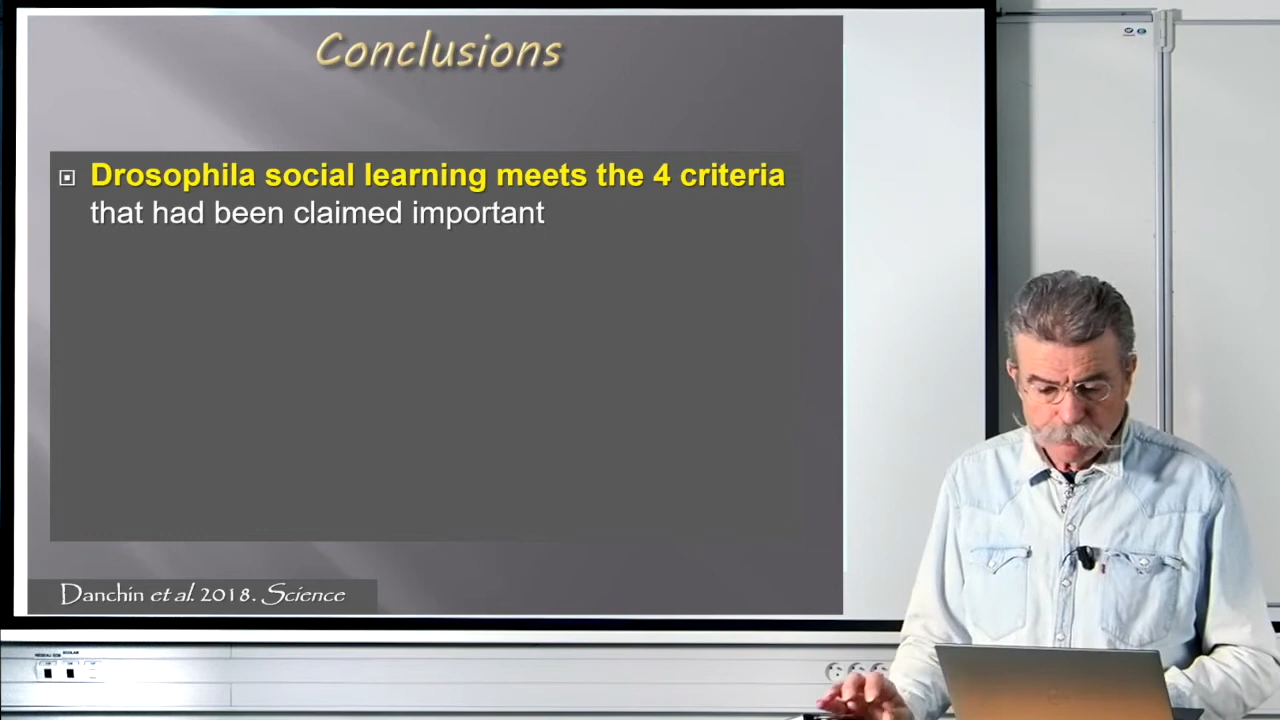 Conclusions
Drosophila social learning meets the 4 criteria
that had been claimed important
Danchin et al. 2018. Science